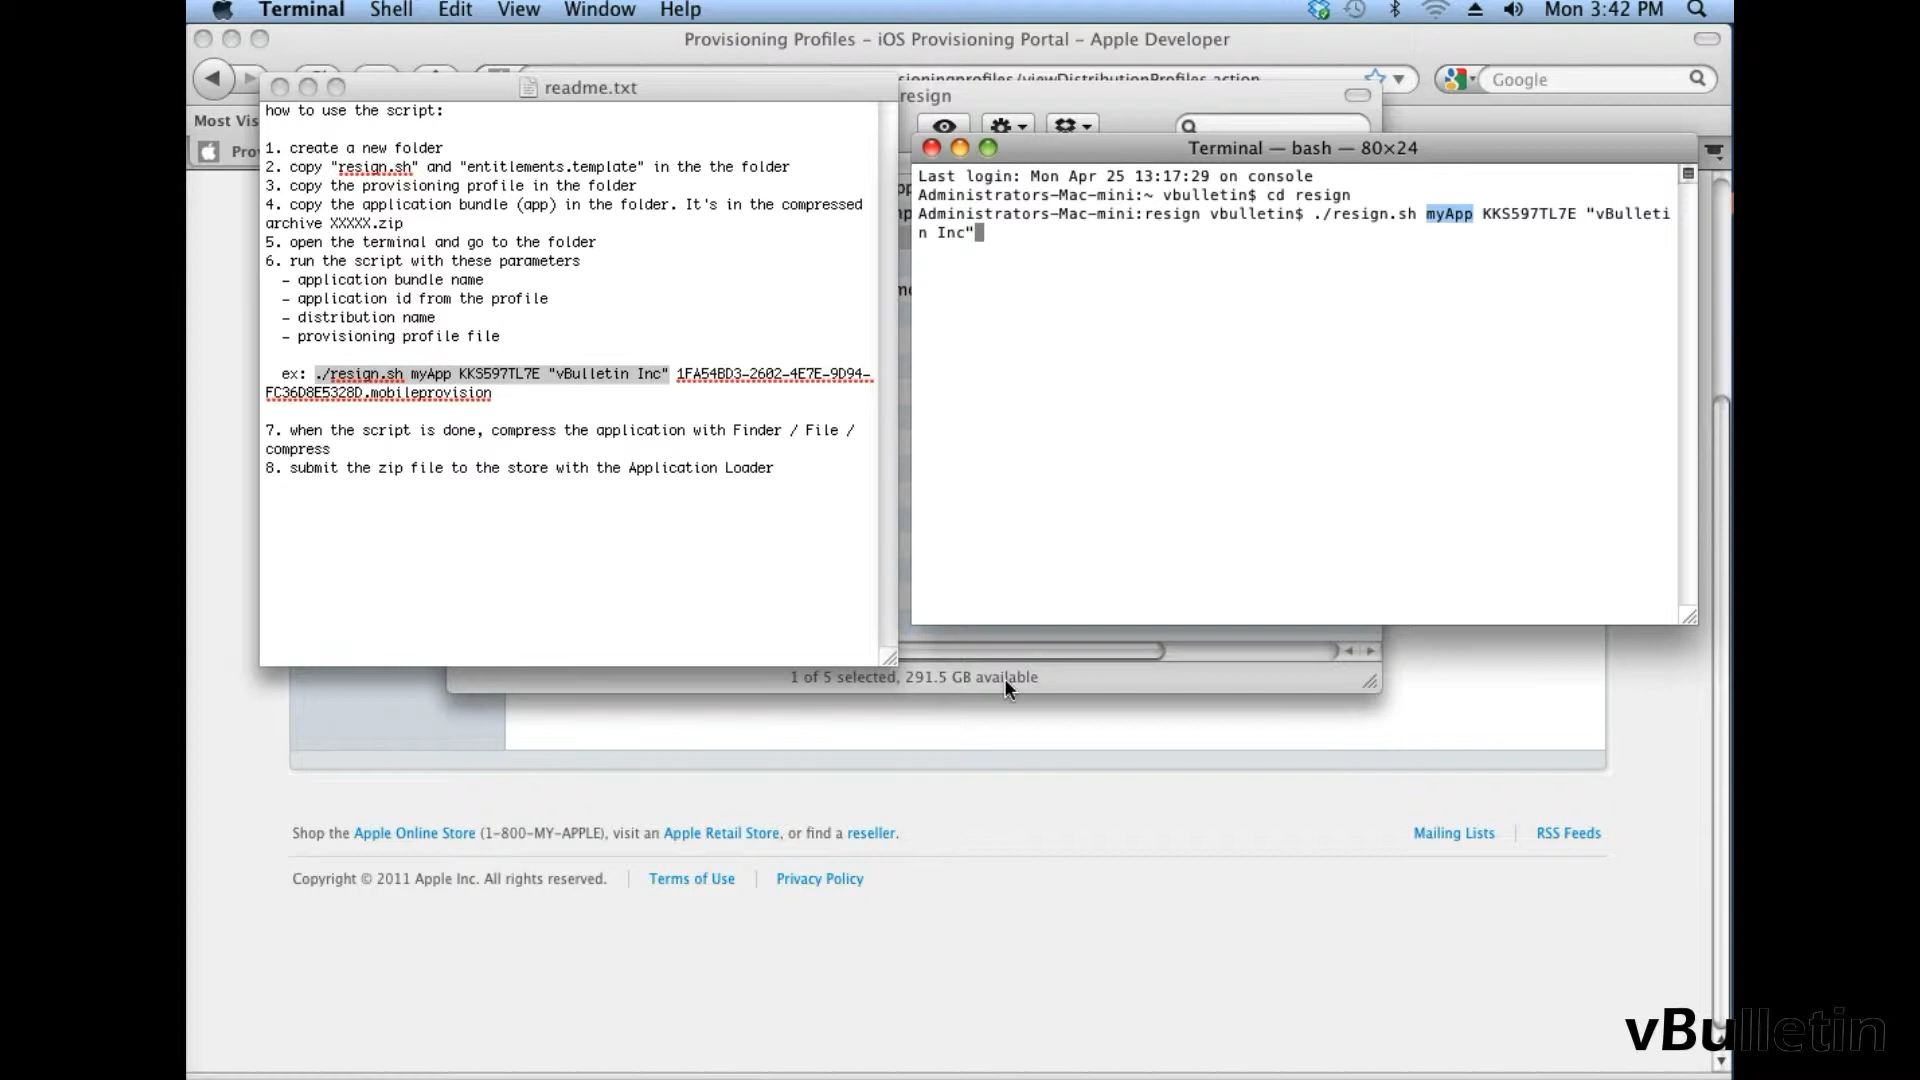 Terminal Shell Edit View Window Help Mon 3:42 PM
Provisioning Profiles – iOS Provisioning Portal – Apple Developer
Google
Most Vis
Pro
readme.txt
how to use the script:
1. create a new folder
2. copy "resign.sh" and "entitlements.template" in the the folder
3. copy the provisioning profile in the folder
4. copy the application bundle (app) in the folder. It's in the compressed
archive XXXXX.zip
5. open the terminal and go to the folder
6. run the script with these parameters
– application bundle name
– application id from the profile
– distribution name
– provisioning profile file
ex: ./resign.sh myApp KKS597TL7E "vBulletin Inc" 1FA54BD3-2602-4E7E-9D94-
FC36D8E5328D.mobileprovision
7. when the script is done, compress the application with Finder / File /
compress
8. submit the zip file to the store with the Application Loader
resign
Terminal — bash — 80×24
Last login: Mon Apr 25 13:17:29 on console
Administrators-Mac-mini:~ vbulletin$ cd resign
Administrators-Mac-mini:resign vbulletin$ ./resign.sh myApp KKS597TL7E "vBulleti
n Inc"
1 of 5 selected, 291.5 GB available
Shop the Apple Online Store (1-800-MY-APPLE), visit an Apple Retail Store, or find a reseller.
Mailing Lists RSS Feeds
Copyright © 2011 Apple Inc. All rights reserved. Terms of Use Privacy Policy
vBulletin